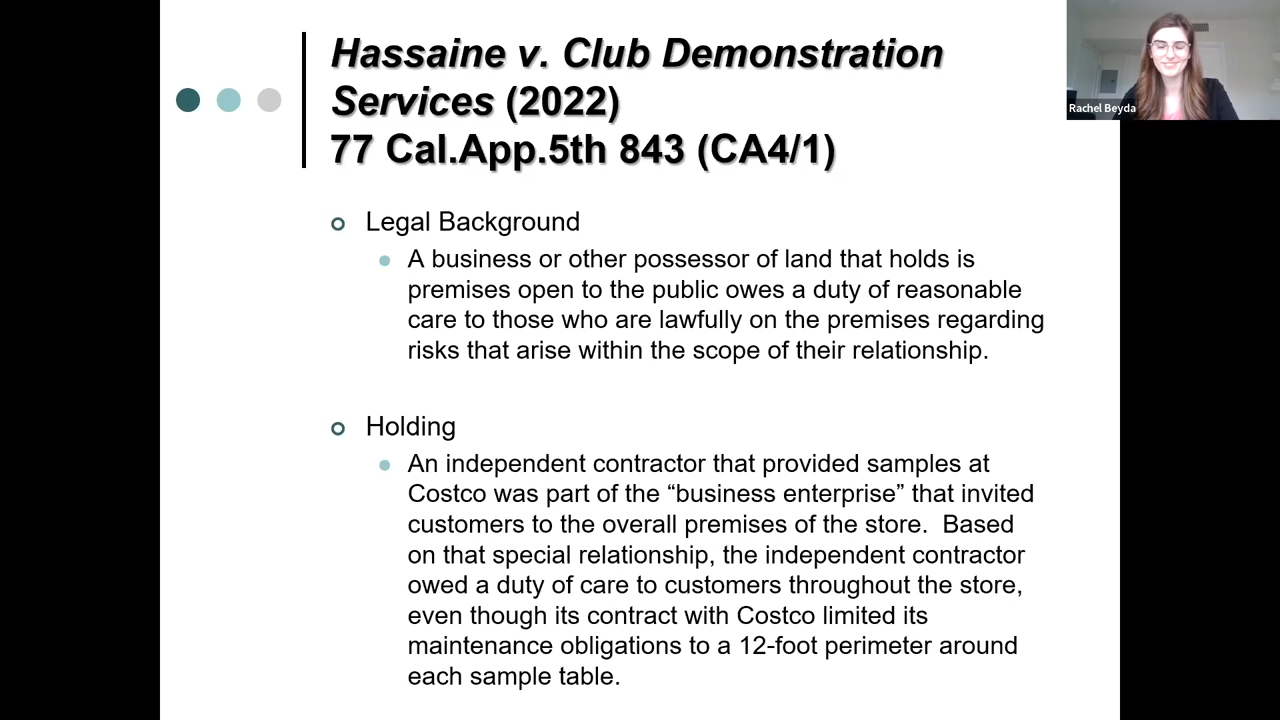 Hassaine v. Club Demonstration
Services (2022)
77 Cal.App.5th 843 (CA4/1)
Rachel Beyda
Legal Background
A business or other possessor of land that holds is
premises open to the public owes a duty of reasonable
care to those who are lawfully on the premises regarding
risks that arise within the scope of their relationship.
Holding
An independent contractor that provided samples at
Costco was part of the “business enterprise” that invited
customers to the overall premises of the store.  Based
on that special relationship, the independent contractor
owed a duty of care to customers throughout the store,
even though its contract with Costco limited its
maintenance obligations to a 12-foot perimeter around
each sample table.